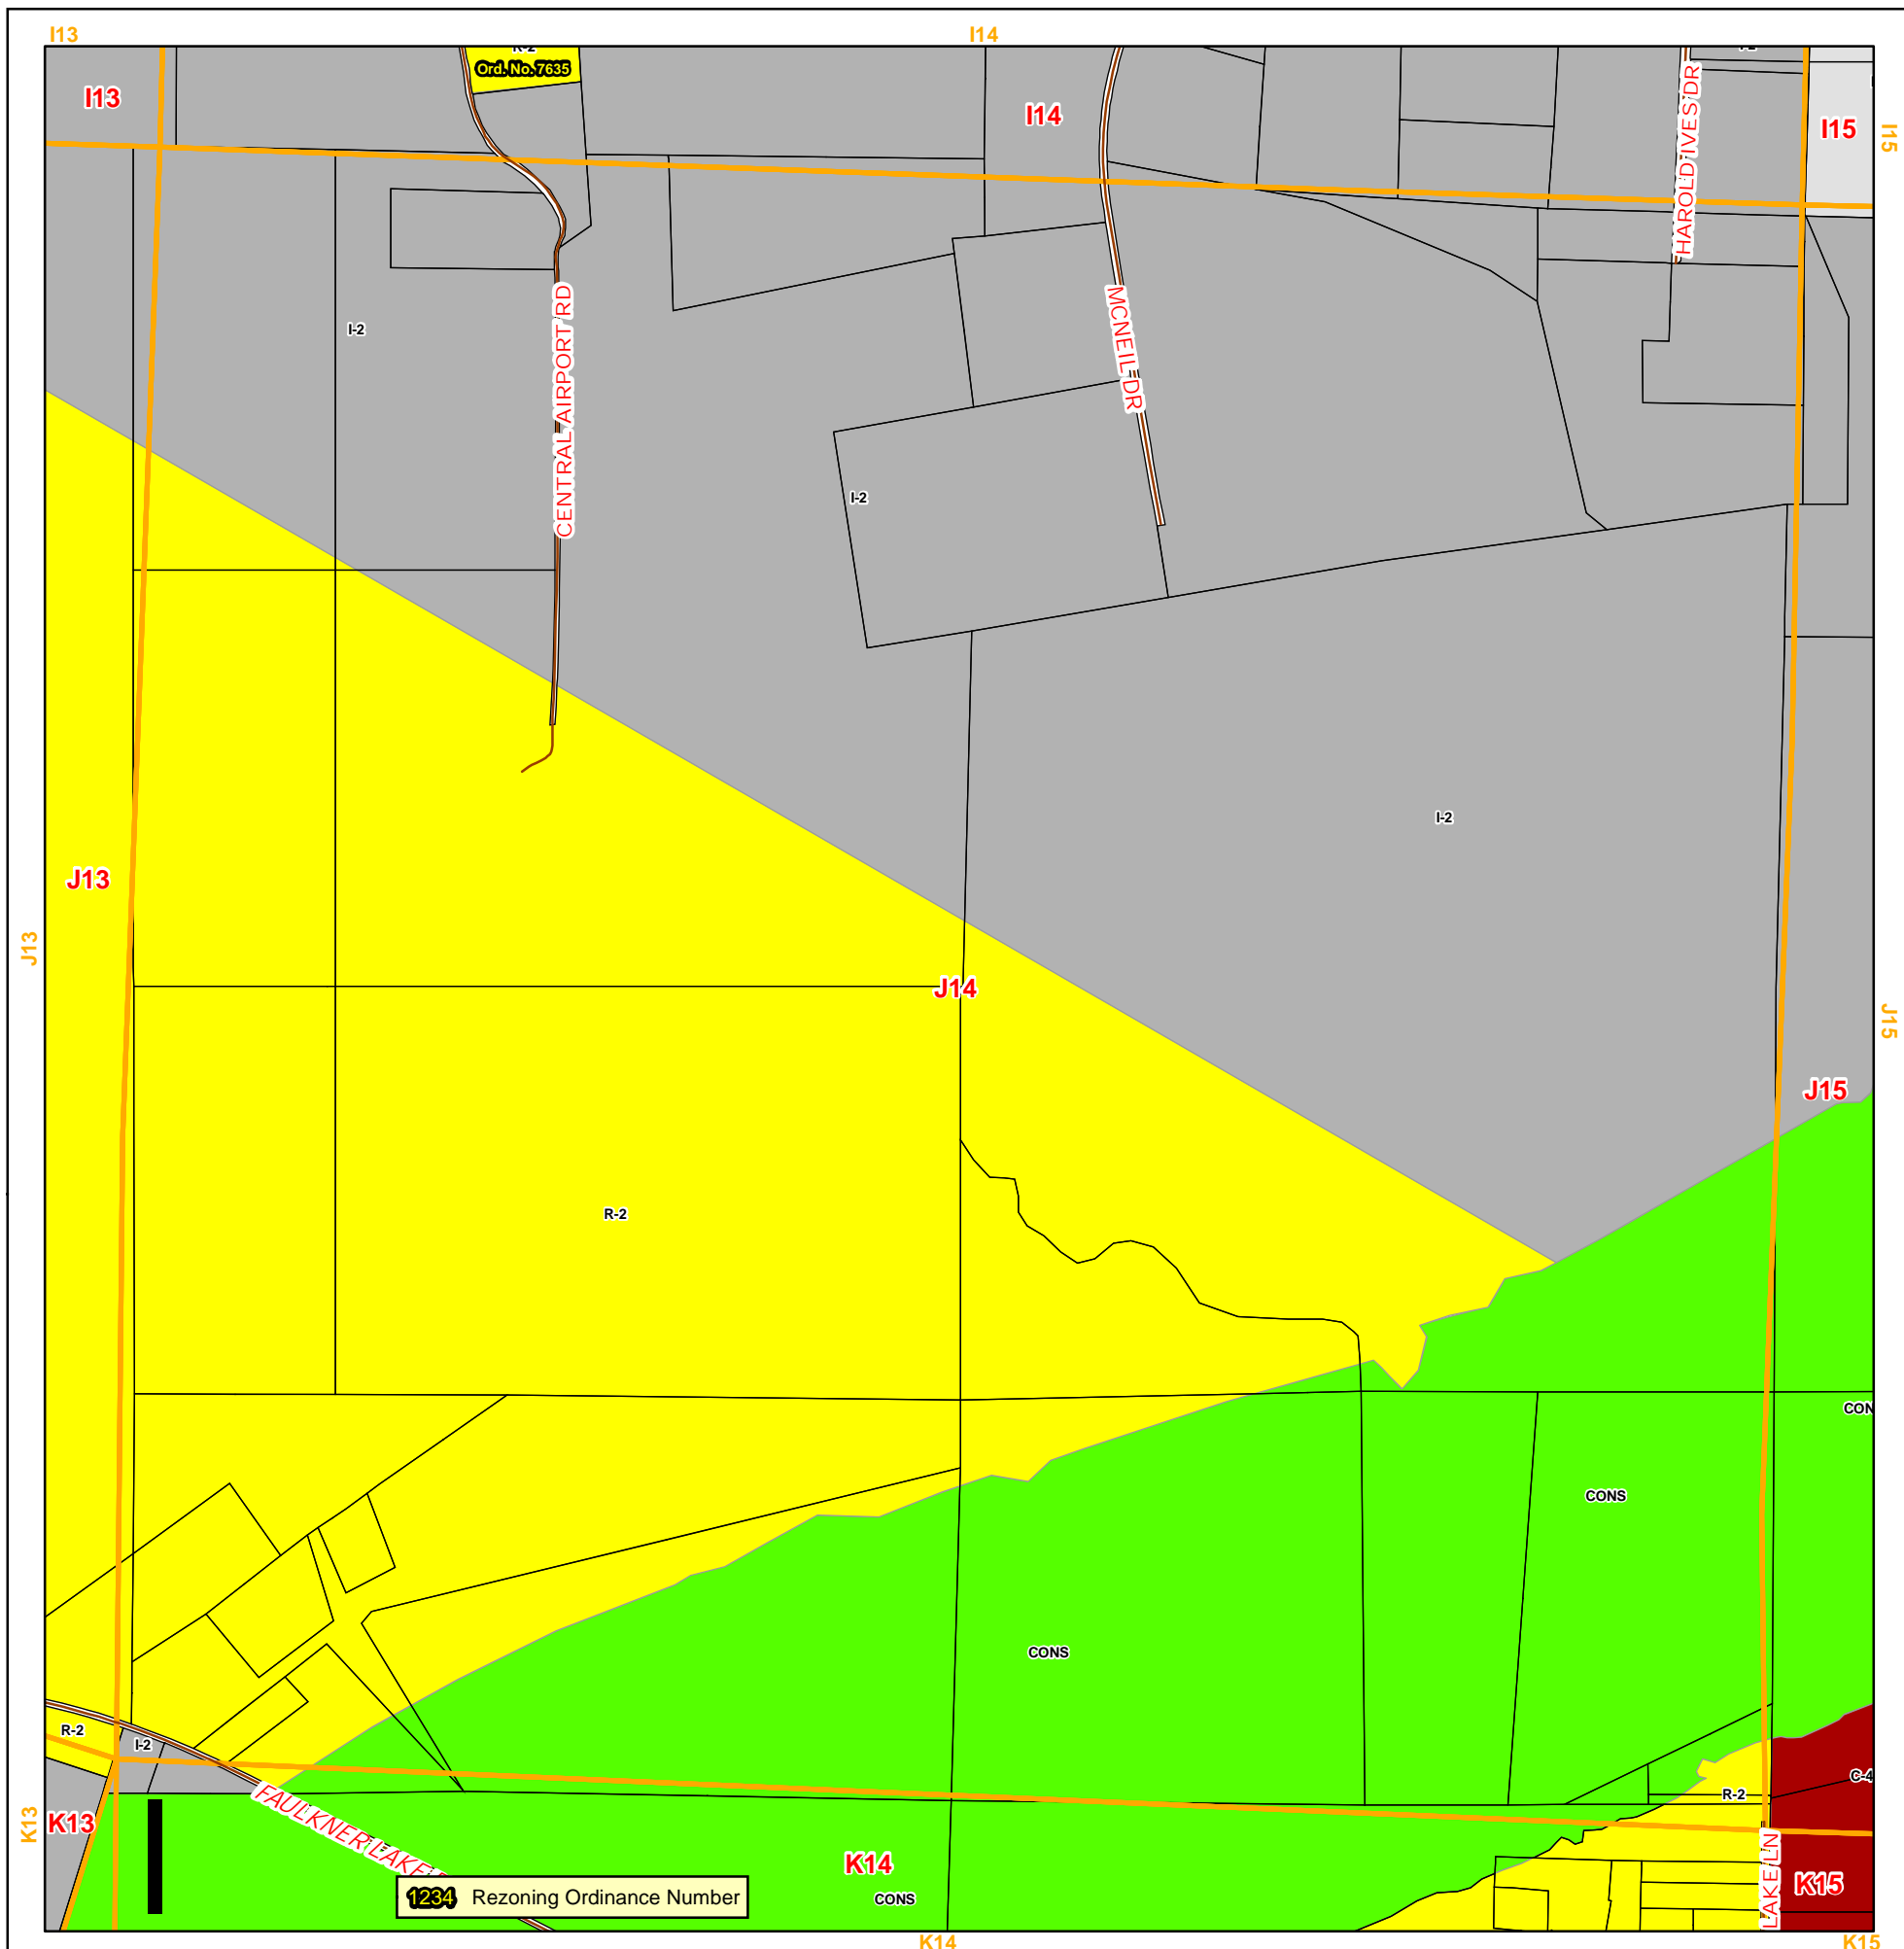 I13
I14
R-2
Ord. No. 7635
I-2
I13
I14
I15
I15
HAROLD IVES DR
I-2
CENTRAL AIRPORT RD
MCNEIL DR
I-2
I-2
J13
J14
J13
J15
J15
R-2
CON
CONS
CONS
R-2
I-2
C-4
R-2
K13
K13
FAULKNER LAKE
K14
LAKE LN
K15
1234 Rezoning Ordinance Number
CONS
K14
K15